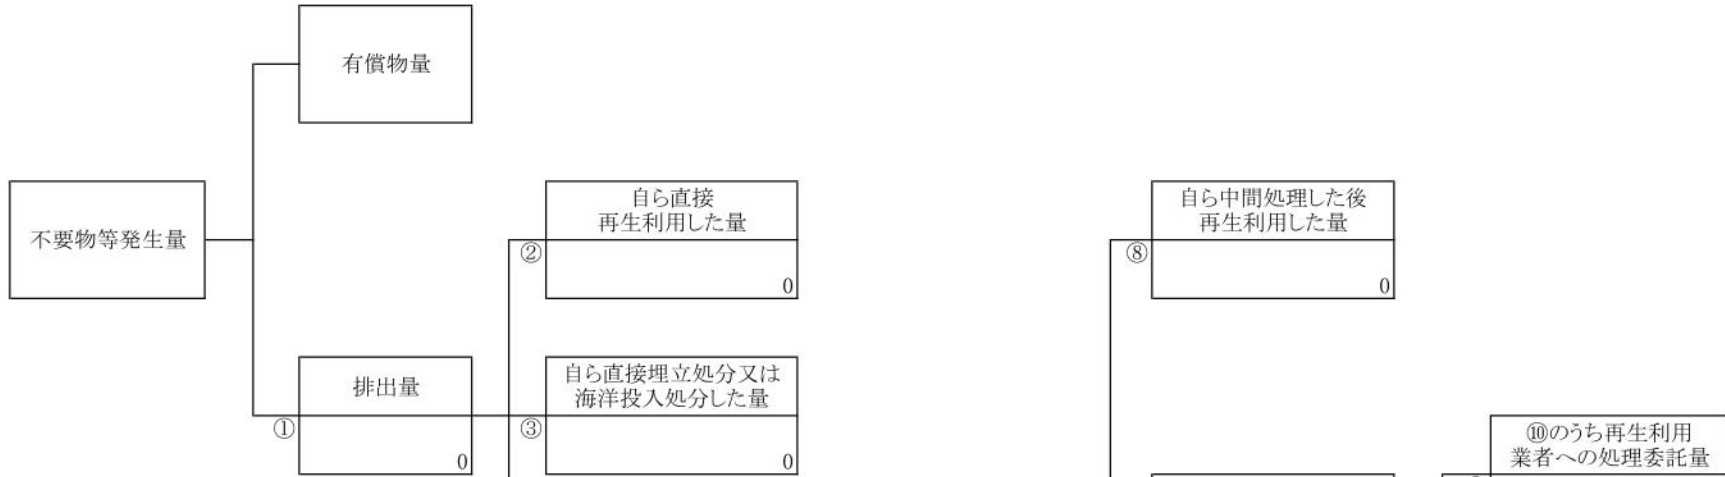 有償物量
不要物等発生量
自ら直接
再生利用した量
②
0
自ら中間処理した後
再生利用した量
⑧
0
排出量
①
0
自ら直接埋立処分又は
海洋投入処分した量
③
0
⑩のうち再生利用
業者への処理委託量